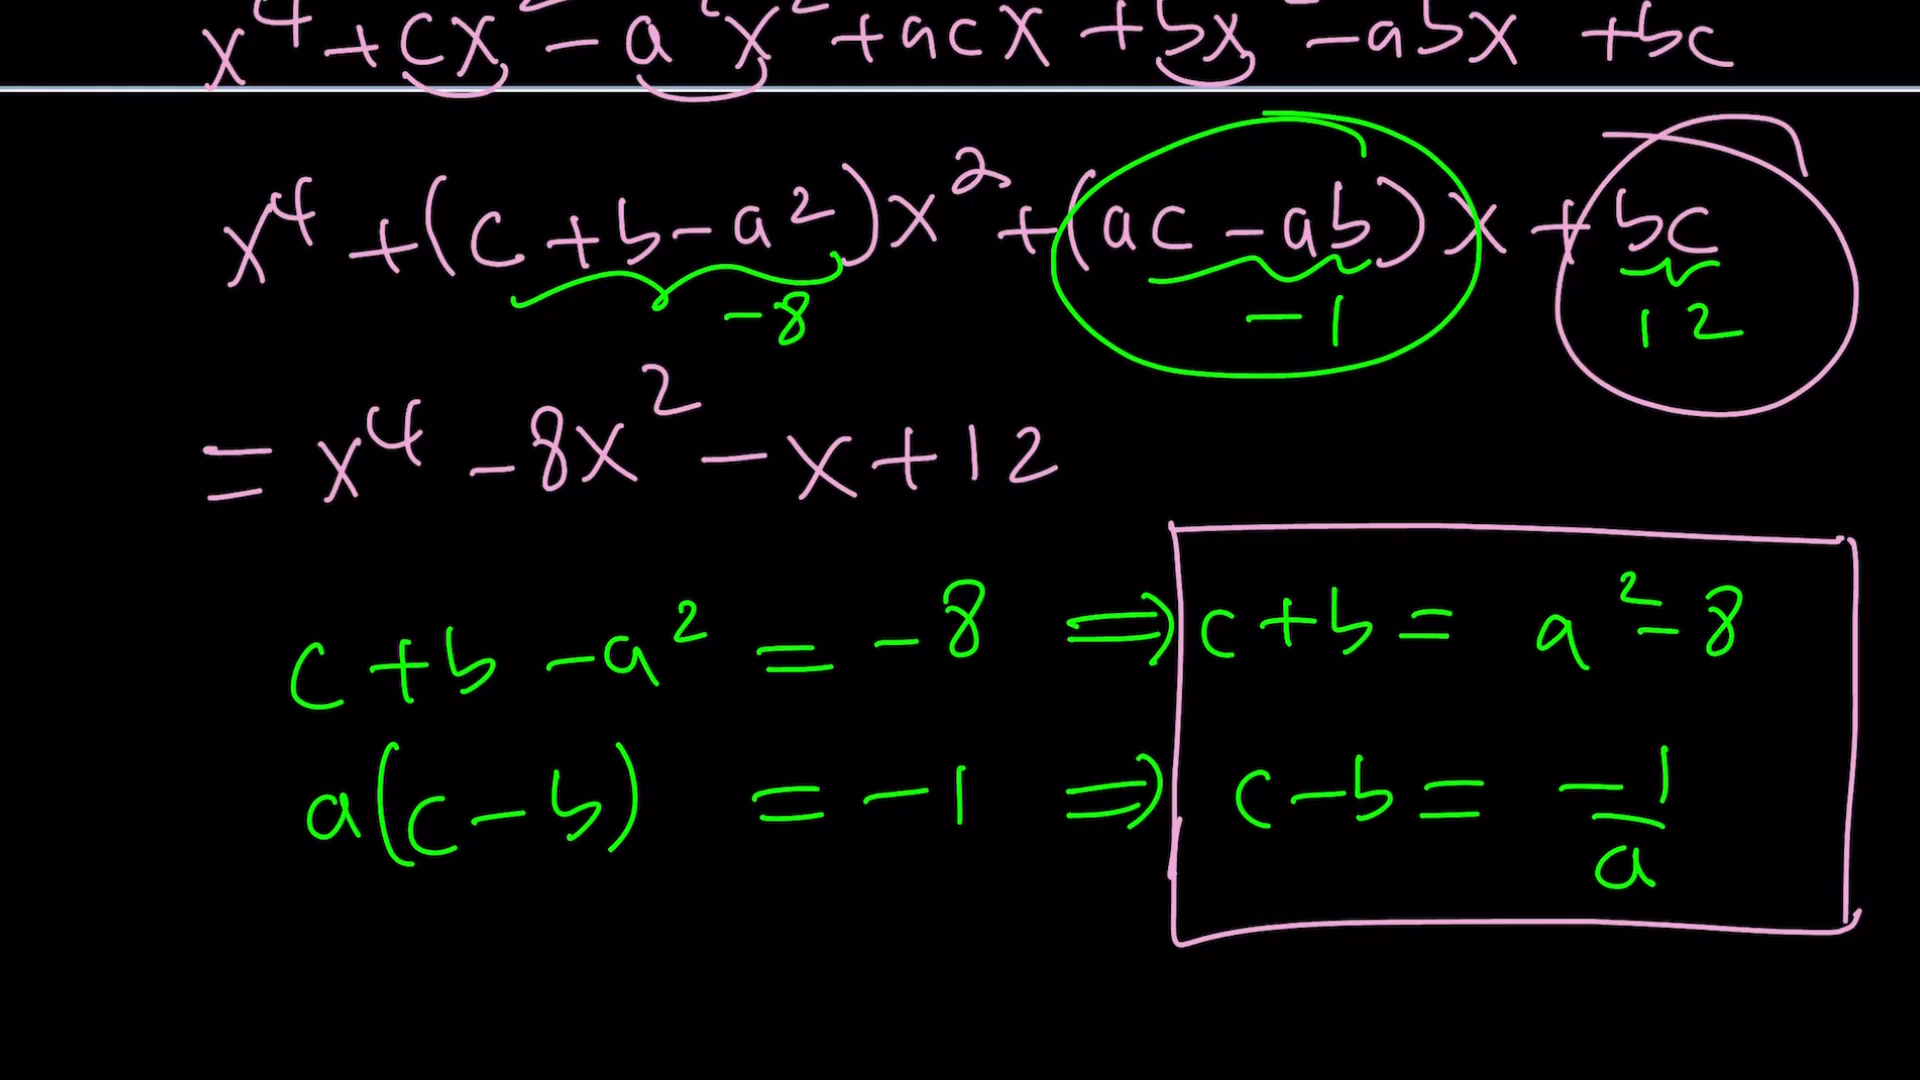 x⁴ + cx² - a²x² + acx + bx² - abx + bc
x⁴ + (c + b - a²)x² + (ac - ab)x + bc
-8 -1 12
= x⁴ - 8x² - x + 12
c + b - a² = -8 ⟹ c + b = a² - 8
a(c - b) = -1 ⟹ c - b = -1/a